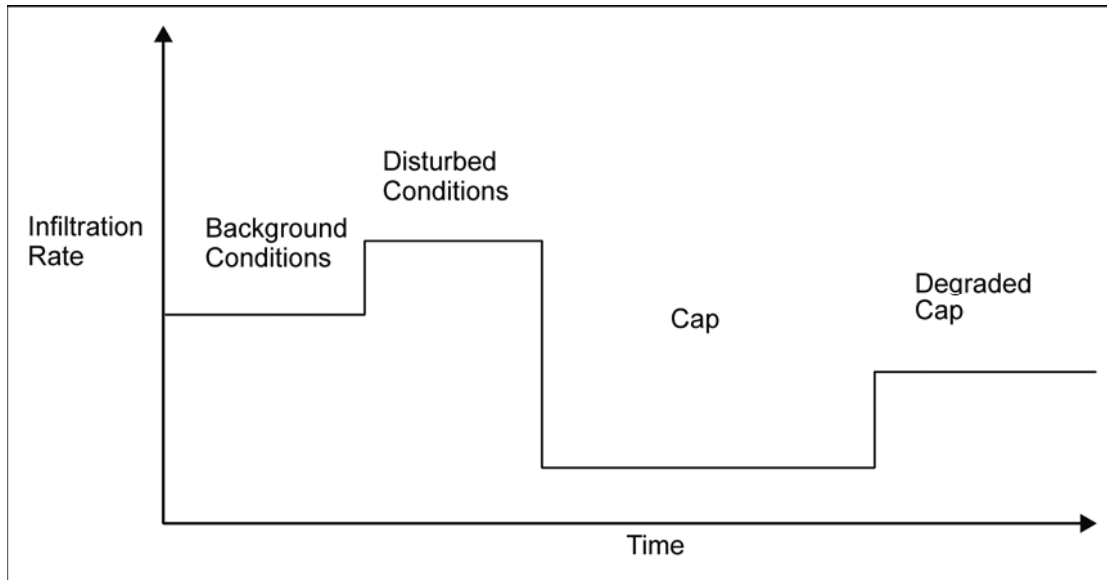 Disturbed
Conditions
Infiltration
Rate
Background
Conditions
Degraded
Cap
Cap
Time